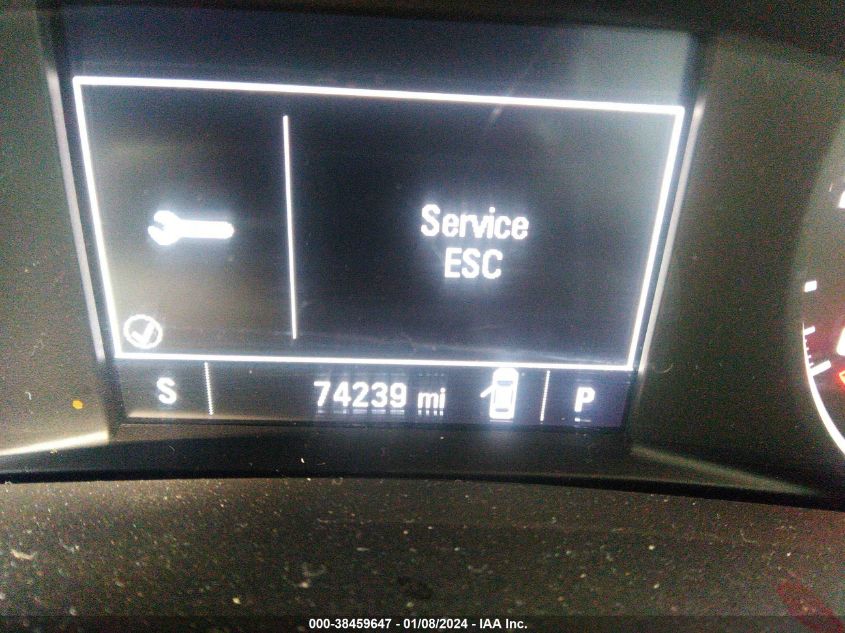 Service
ESC
S 74239 mi P
000-38459647 - 01/08/2024 - IAA Inc.